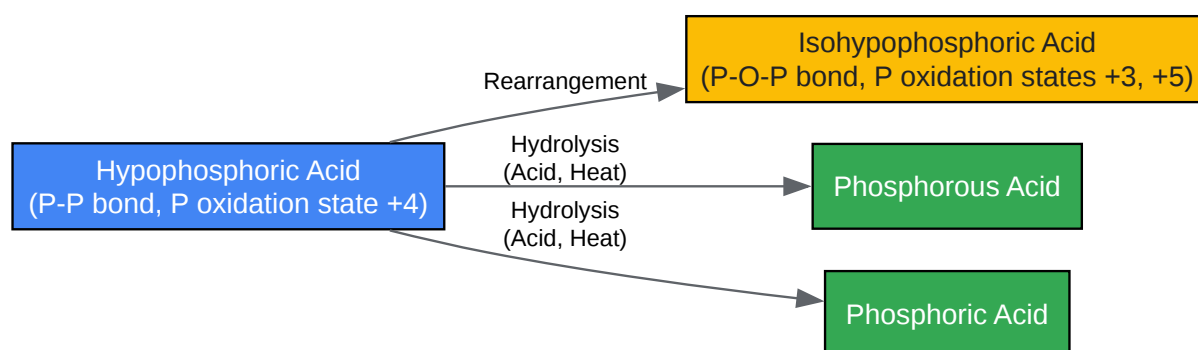 Isohypophosphoric Acid
(P-O-P bond, P oxidation states +3, +5)
Rearrangement
Hypophosphoric Acid
(P-P bond, P oxidation state +4)
Hydrolysis
(Acid, Heat)
Phosphorous Acid
Hydrolysis
(Acid, Heat)
Phosphoric Acid